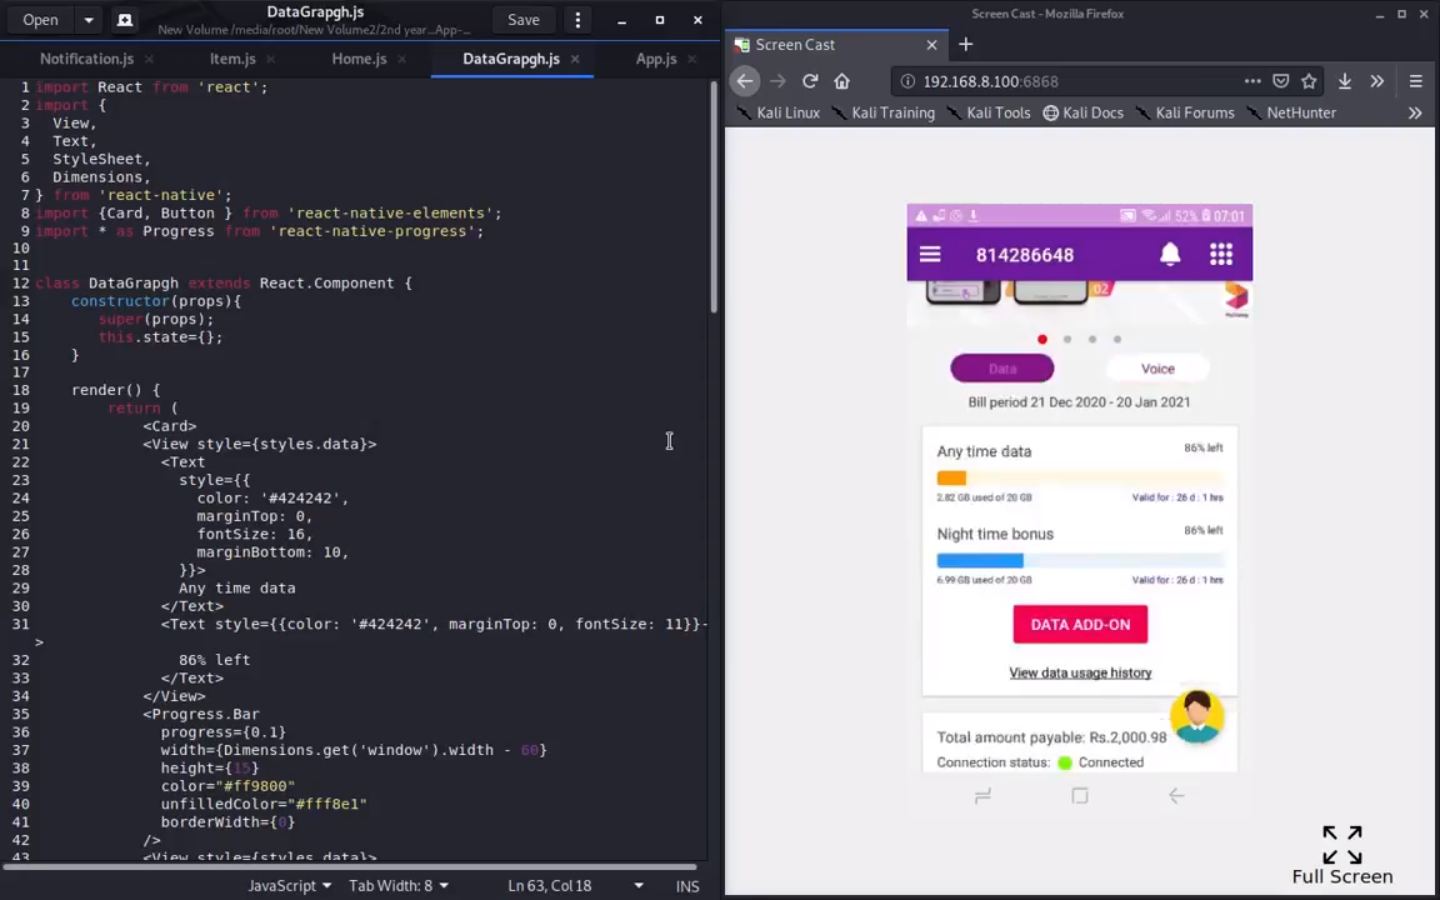 Open
DataGrapgh.js
New Volume /media/root/New Volume2/2nd year...App-...
Save
Notification.js
Item.js
Home.js
DataGrapgh.js
App.js
1 import React from 'react';
2 import {
3 View,
4 Text,
5 StyleSheet,
6 Dimensions,
7 } from 'react-native';
8 import {Card, Button } from 'react-native-elements';
9 import * as Progress from 'react-native-progress';
10
11
12 class DataGrapgh extends React.Component {
13 constructor(props){
14 super(props);
15 this.state={};
16 }
17
18 render() {
19 return (
20 <Card>
21 <View style={styles.data}>
22 <Text
23 style={{
24 color: '#424242',
25 marginTop: 0,
26 fontSize: 16,
27 marginBottom: 10,
28 }}>
29 Any time data
30 </Text>
31 <Text style={{color: '#424242', marginTop: 0, fontSize: 11}}
>
32 86% left
33 </Text>
34 </View>
35 <Progress.Bar
36 progress={0.1}
37 width={Dimensions.get('window').width - 60}
38 height={15}
39 color="#ff9800"
40 unfilledColor="#fff8e1"
41 borderWidth={0}
42 />
43 <View style={styles.data}>
JavaScript
Tab Width: 8
Ln 63, Col 18
INS
Screen Cast - Mozilla Firefox
Screen Cast
192.168.8.100:6868
Kali Linux
Kali Training
Kali Tools
Kali Docs
Kali Forums
NetHunter
52% 07:01
814286648
02
Data
Voice
Bill period 21 Dec 2020 - 20 Jan 2021
Any time data
86% left
2.82 GB used of 20 GB
Valid for : 26 d : 1 hrs
Night time bonus
86% left
6.99 GB used of 20 GB
Valid for : 26 d : 1 hrs
DATA ADD-ON
View data usage history
Total amount payable: Rs.2,000.98
Connection status: Connected
Full Screen